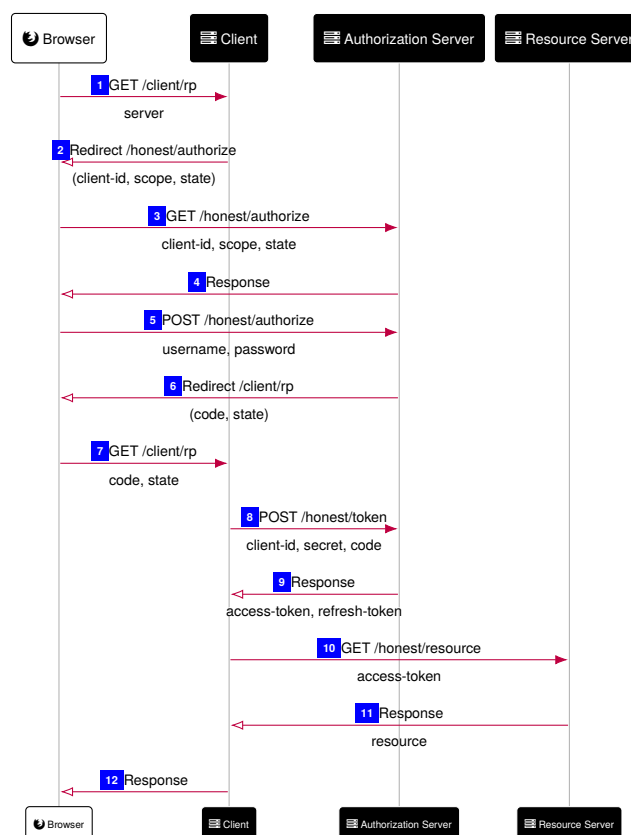 Browser Client Authorization Server Resource Server
1 GET /client/rp
server
2 Redirect /honest/authorize
(client-id, scope, state)
3 GET /honest/authorize
client-id, scope, state
4 Response
5 POST /honest/authorize
username, password
6 Redirect /client/rp
(code, state)
7 GET /client/rp
code, state
8 POST /honest/token
client-id, secret, code
9 Response
access-token, refresh-token
10 GET /honest/resource
access-token
11 Response
resource
12 Response
Browser Client Authorization Server Resource Server